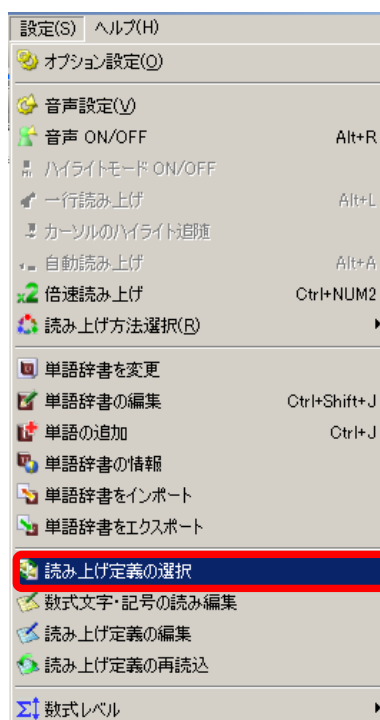 設定(S) ヘルプ(H)
オプション設定(O)
音声設定(V)
音声 ON/OFF Alt+R
ハイライトモード ON/OFF
一行読み上げ Alt+L
カーソルのハイライト追随
自動読み上げ Alt+A
x2 倍速読み上げ Ctrl+NUM2
読み上げ方法選択(R)
単語辞書を変更
単語辞書の編集 Ctrl+Shift+J
単語の追加 Ctrl+J
単語辞書の情報
単語辞書をインポート
単語辞書をエクスポート
読み上げ定義の選択
数式文字・記号の読み編集
読み上げ定義の編集
読み上げ定義の再読込
Σ 数式レベル